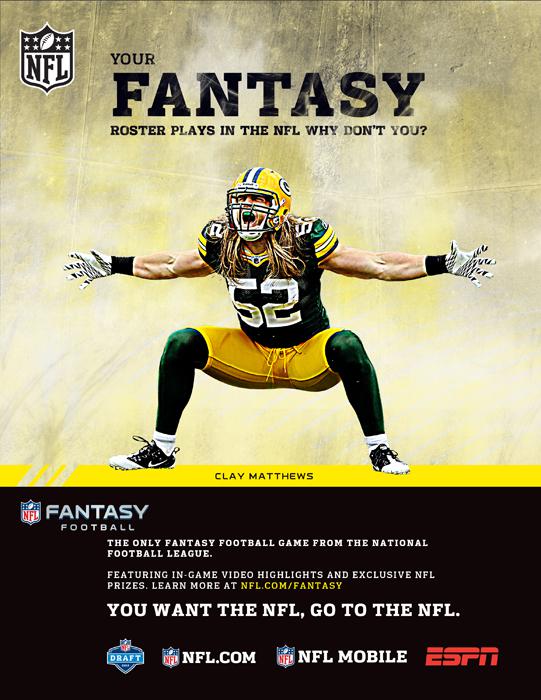 NFL
YOUR
FANTASY
ROSTER PLAYS IN THE NFL WHY DON'T YOU?
52
CLAY MATTHEWS
NFL FANTASY
FOOTBALL
THE ONLY FANTASY FOOTBALL GAME FROM THE NATIONAL
FOOTBALL LEAGUE.
FEATURING IN-GAME VIDEO HIGHLIGHTS AND EXCLUSIVE NFL
PRIZES. LEARN MORE AT NFL.COM/FANTASY
YOU WANT THE NFL, GO TO THE NFL.
DRAFT NFL NFL.COM NFL NFL MOBILE ESPN